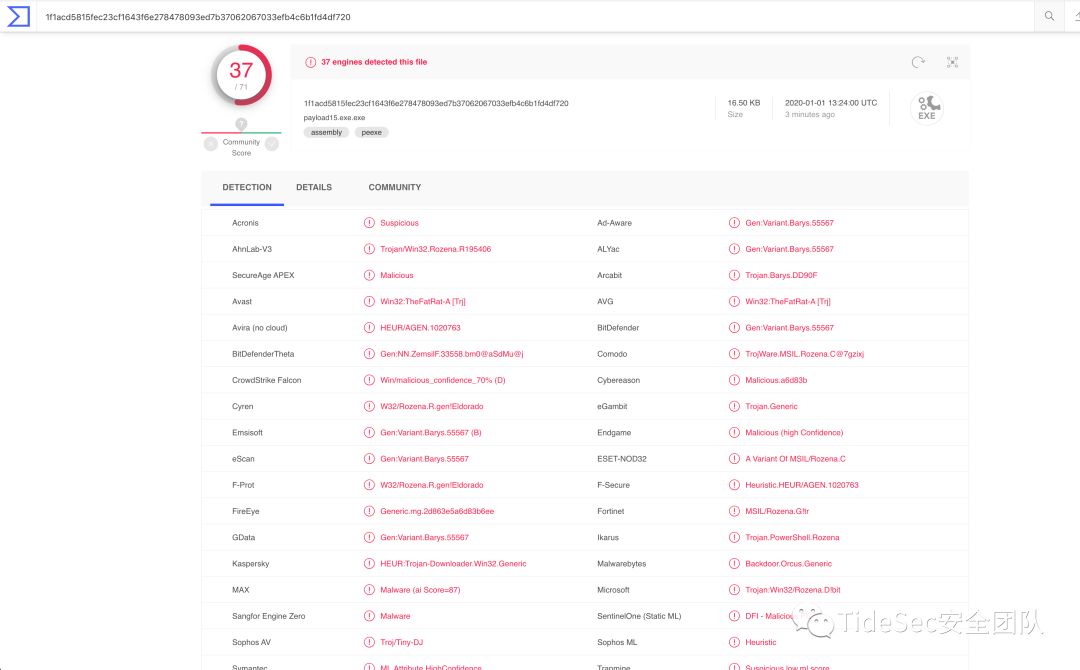 1f1acd5815fec23cf1643f6e278478093ed7b37062067033efb4c6b1fd4df720
37
/ 71
?
Community
Score
37 engines detected this file
1f1acd5815fec23cf1643f6e278478093ed7b37062067033efb4c6b1fd4df720
payload15.exe.exe
assembly peexe
16.50 KB
Size
2020-01-01 13:24:00 UTC
3 minutes ago
EXE
DETECTION DETAILS COMMUNITY
Acronis Suspicious Ad-Aware Gen:Variant.Barys.55567
AhnLab-V3 Trojan/Win32.Rozena.R195406 ALYac Gen:Variant.Barys.55567
SecureAge APEX Malicious Arcabit Trojan.Barys.DD90F
Avast Win32:TheFatRat-A [Trj] AVG Win32:TheFatRat-A [Trj]
Avira (no cloud) HEUR/AGEN.1020763 BitDefender Gen:Variant.Barys.55567
BitDefenderTheta Gen:NN.ZemsilF.33558.bm0@aSdMu@j Comodo TrojWare.MSIL.Rozena.C@7gzixj
CrowdStrike Falcon Win/malicious_confidence_70% (D) Cybereason Malicious.a6d83b
Cyren W32/Rozena.R.gen!Eldorado eGambit Trojan.Generic
Emsisoft Gen:Variant.Barys.55567 (B) Endgame Malicious (high Confidence)
eScan Gen:Variant.Barys.55567 ESET-NOD32 A Variant Of MSIL/Rozena.C
F-Prot W32/Rozena.R.gen!Eldorado F-Secure Heuristic.HEUR/AGEN.1020763
FireEye Generic.mg.2d863e5a6d83b6ee Fortinet MSIL/Rozena.G!tr
GData Gen:Variant.Barys.55567 Ikarus Trojan.PowerShell.Rozena
Kaspersky HEUR:Trojan-Downloader.Win32.Generic Malwarebytes Backdoor.Orcus.Generic
MAX Malware (ai Score=87) Microsoft Trojan:Win32/Rozena.D!bit
Sangfor Engine Zero Malware SentinelOne (Static ML) DFI - Malicious
Sophos AV Troj/Tiny-DJ Sophos ML Heuristic
Symantec ML.Attribute.HighConfidence Trapmine Suspicious.low.ml.score
TideSec安全团队